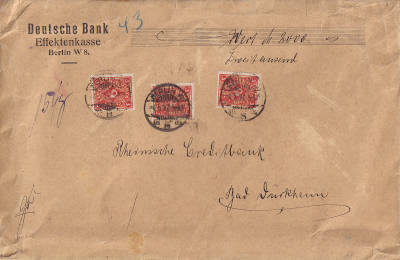 Deutsche Bank
Effektenkasse
Berlin W 8.
43
Wert M 2000
Zweitausend
Rheinische Creditbank
Bad Dürkheim